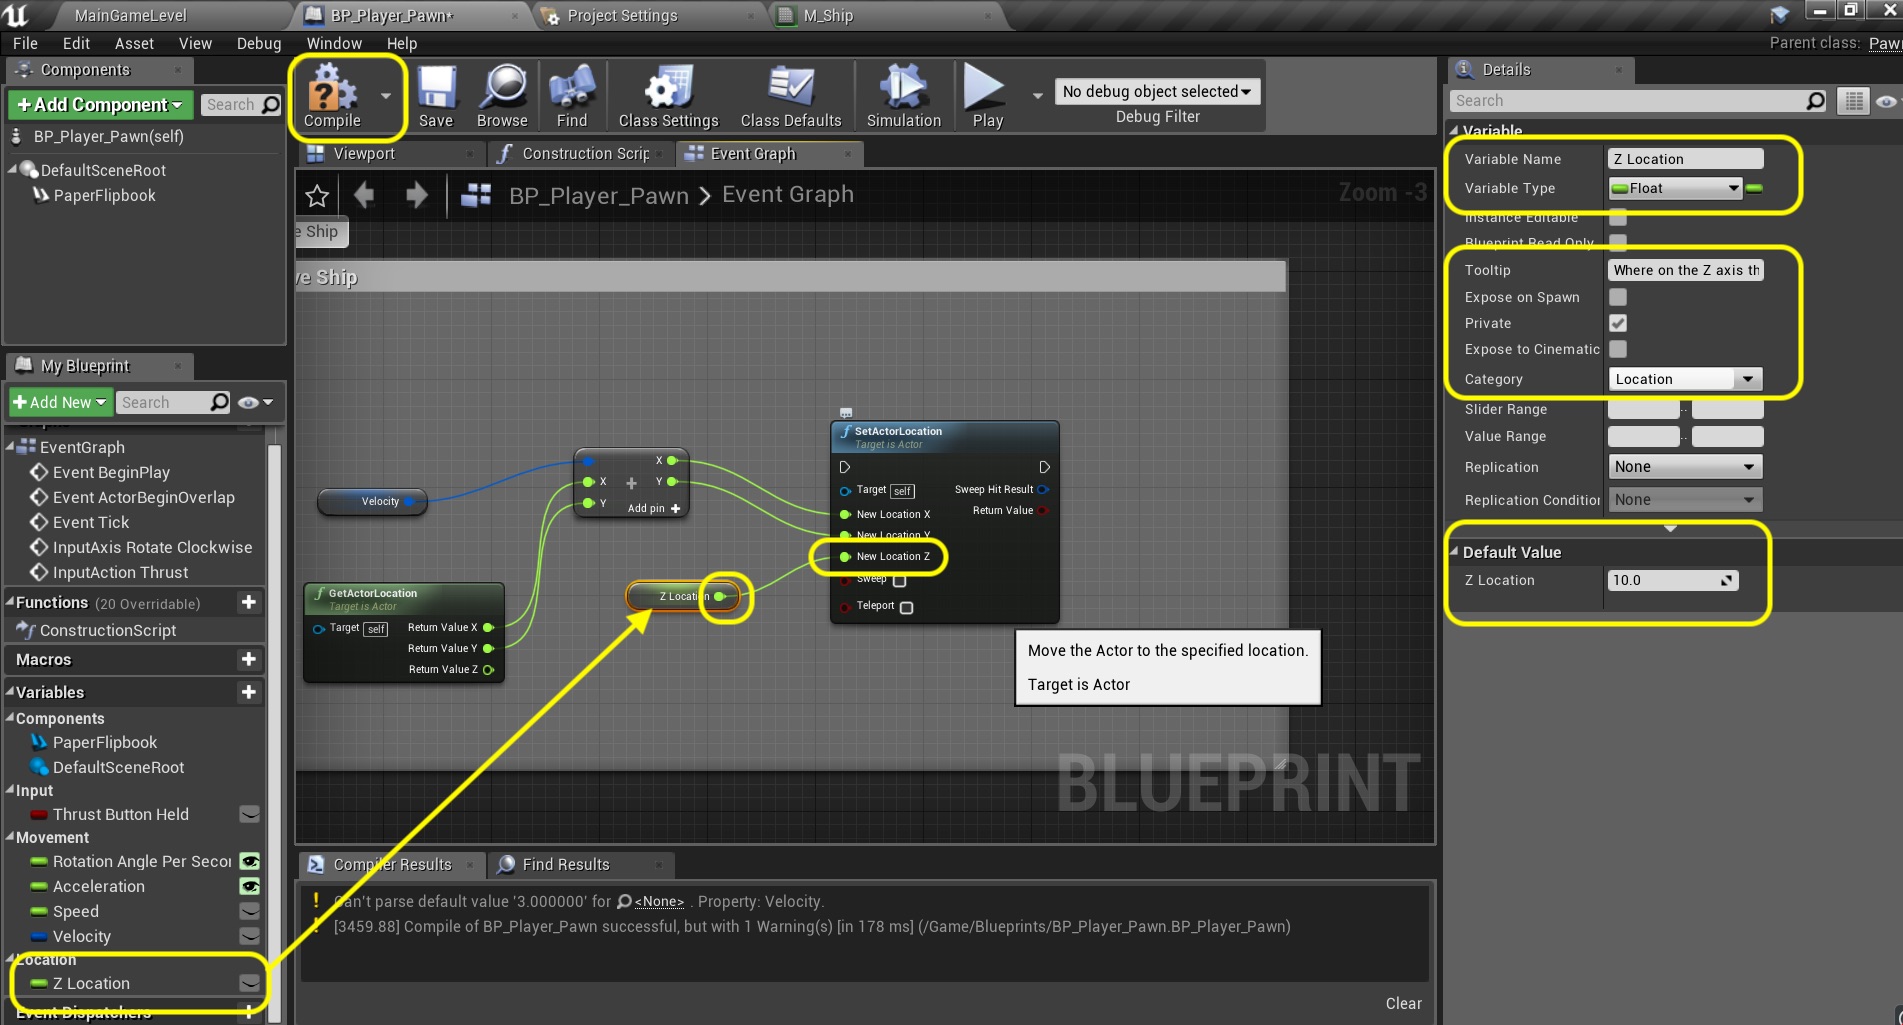 MainGameLevel
BP_Player_Pawn*
Project Settings
M_Ship
File Edit Asset View Debug Window Help
Parent class: Pawn
Components
Add Component
Search
BP_Player_Pawn(self)
DefaultSceneRoot
PaperFlipbook
Compile
Save
Browse
Find
Class Settings
Class Defaults
Simulation
Play
No debug object selected
Debug Filter
Viewport
Construction Scrip
Event Graph
BP_Player_Pawn > Event Graph
Zoom -3
e Ship
ve Ship
Velocity
X
X
+
Y
Y
Add pin +
GetActorLocation
Target is Actor
Target self
Return Value X
Return Value Y
Return Value Z
Z Location
SetActorLocation
Target is Actor
Target self
Sweep Hit Result
New Location X
Return Value
New Location Y
New Location Z
Sweep
Teleport
Move the Actor to the specified location.
Target is Actor
BLUEPRINT
My Blueprint
Add New
Search
Graphs
EventGraph
Event BeginPlay
Event ActorBeginOverlap
Event Tick
InputAxis Rotate Clockwise
InputAction Thrust
Functions (20 Overridable)
ConstructionScript
Macros
Variables
Components
PaperFlipbook
DefaultSceneRoot
Input
Thrust Button Held
Movement
Rotation Angle Per Secon
Acceleration
Speed
Velocity
Location
Z Location
Event Dispatchers
Compiler Results
Find Results
Can't parse default value '3.000000' for <None> . Property: Velocity.
[3459.88] Compile of BP_Player_Pawn successful, but with 1 Warning(s) [in 178 ms] (/Game/Blueprints/BP_Player_Pawn.BP_Player_Pawn)
Clear
Details
Search
Variable
Variable Name Z Location
Variable Type Float
Instance Editable
Blueprint Read Only
Tooltip Where on the Z axis th
Expose on Spawn
Private
Expose to Cinematic
Category Location
Slider Range ..
Value Range ..
Replication None
Replication Condition None
Default Value
Z Location 10.0